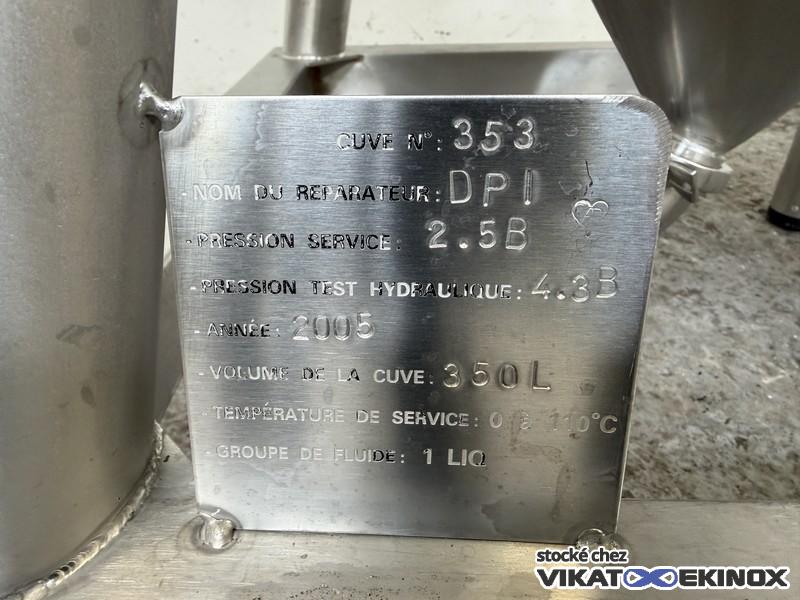 CUVE N°: 353
- NOM DU REPARATEUR: DPI
- PRESSION SERVICE: 2.5B
- PRESSION TEST HYDRAULIQUE: 4.3B
- ANNÉE: 2005
- VOLUME DE LA CUVE: 350L
- TEMPÉRATURE DE SERVICE: 0 à 110°C
- GROUPE DE FLUIDE: 1 LIQ
stocké chez
VIKATOO EKINOX